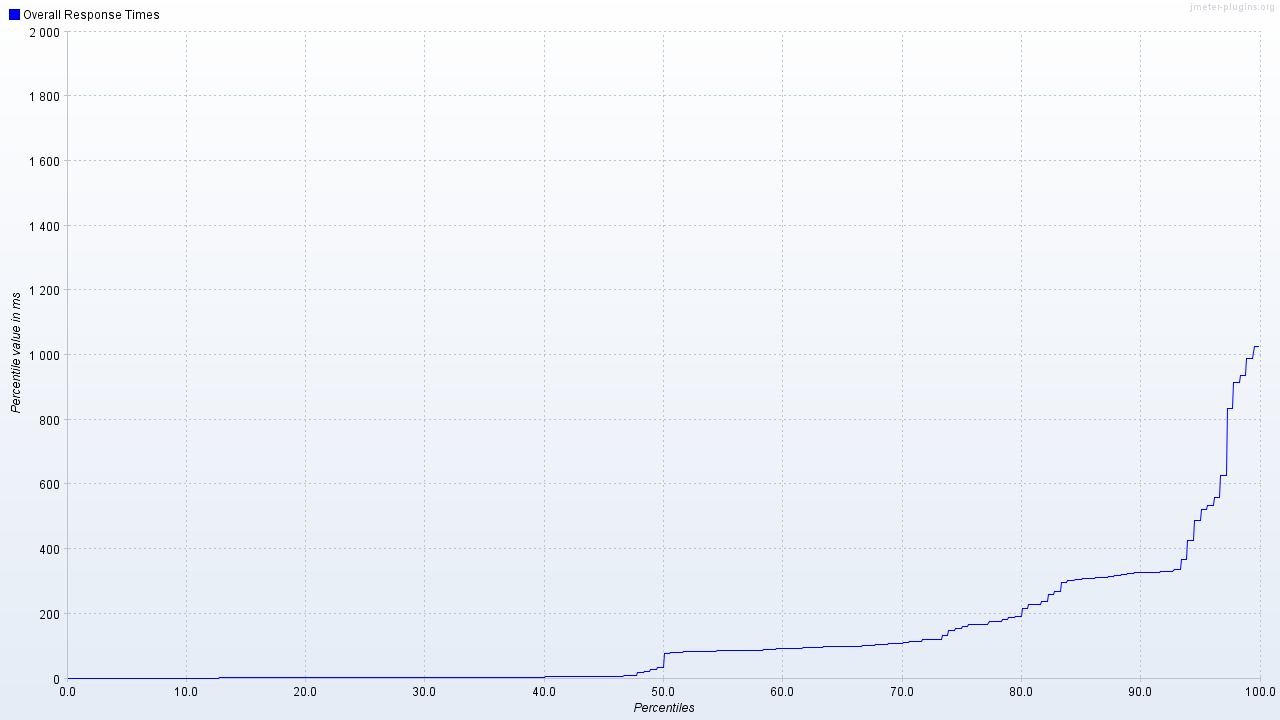 jmeter-plugins.org
Overall Response Times
2 000
1 800
1 600
1 400
1 200
1 000
800
600
400
200
0
Percentile value in ms
0.0 10.0 20.0 30.0 40.0 50.0 60.0 70.0 80.0 90.0 100.0
Percentiles